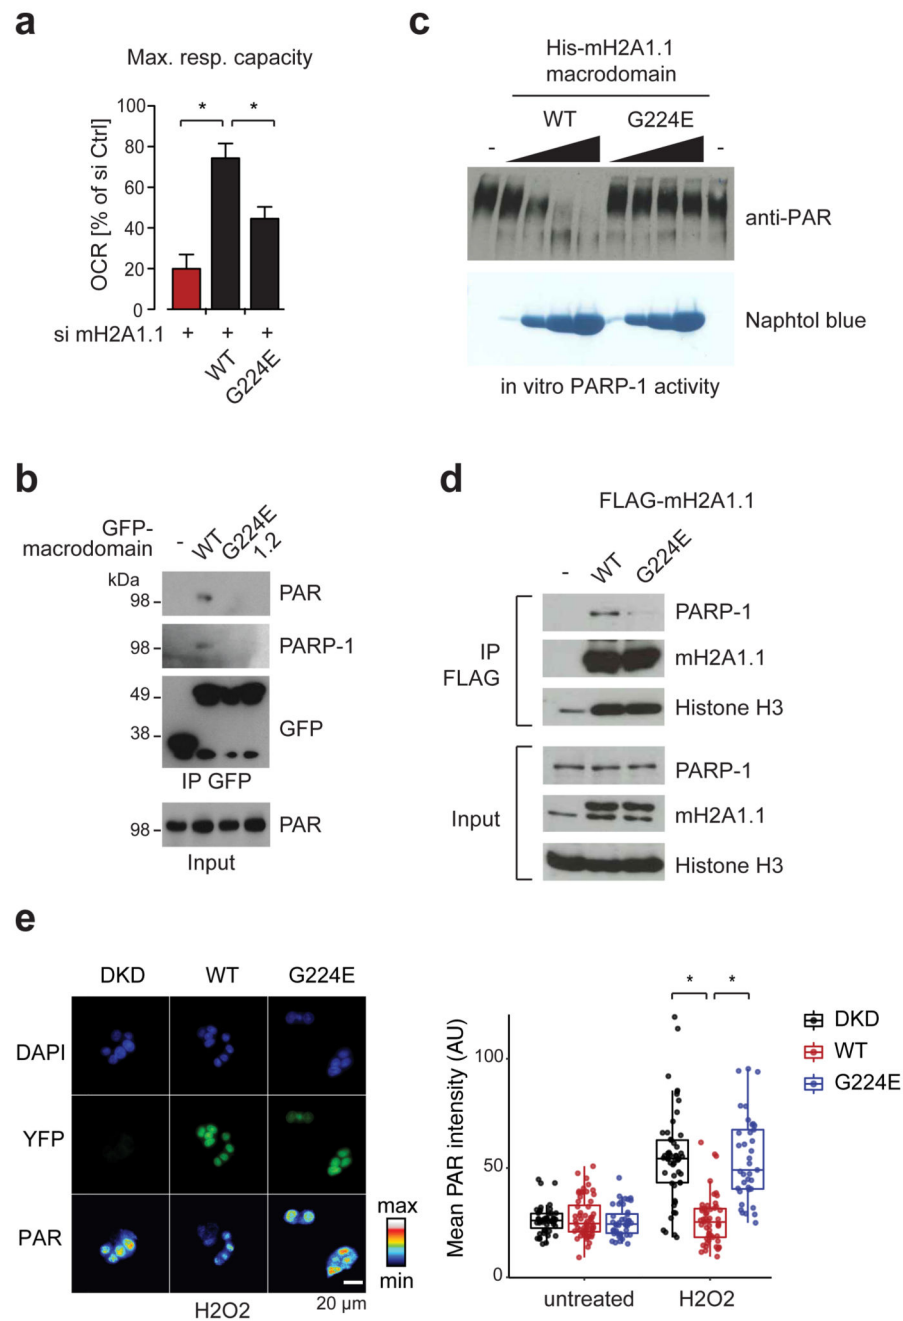 a
Max. resp. capacity
OCR [% of si Ctrl]
100
80
60
40
20
0
* *
si mH2A1.1 + + +
WT
G224E
c
His-mH2A1.1
macrodomain
- WT G224E -
anti-PAR
Naphtol blue
in vitro PARP-1 activity
b
GFP-
macrodomain
- WT G224E 1.2
kDa
98 PAR
98 PARP-1
49
38
GFP
IP GFP
98 PAR
Input
d
FLAG-mH2A1.1
- WT G224E
IP
FLAG
PARP-1
mH2A1.1
Histone H3
Input
PARP-1
mH2A1.1
Histone H3
e
DKD WT G224E
DAPI
YFP
PAR
max
min
20 µm
H2O2
Mean PAR intensity (AU)
100
50
0
* *
untreated H2O2
DKD
WT
G224E